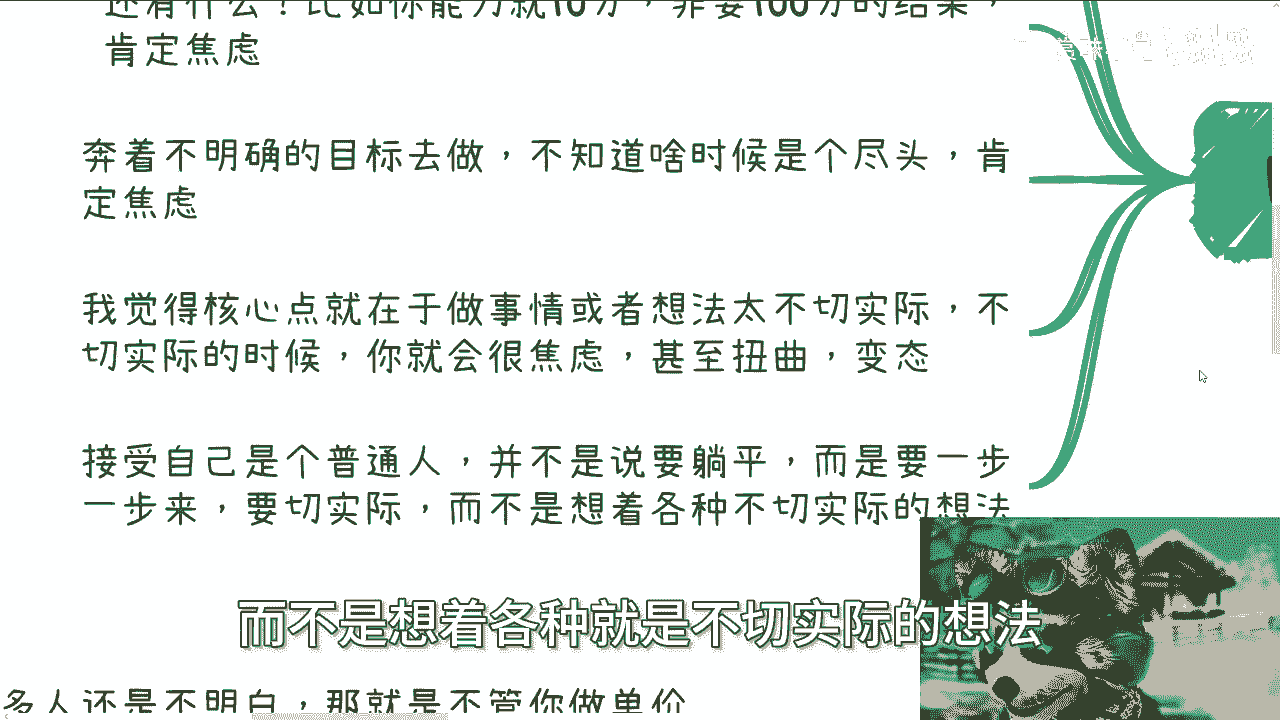 还有什么！比如你能力就10分，非要100分的结果，
肯定焦虑
奔着不明确的目标去做，不知道啥时候是个尽头，肯
定焦虑
我觉得核心点就在于做事情或者想法太不切实际，不
切实际的时候，你就会很焦虑，甚至扭曲，变态
接受自己是个普通人，并不是说要躺平，而是要一步
一步来，要切实际，而不是想着各种不切实际的想法
而不是想着各种就是不切实际的想法
多人还是不明白，那就是不管你做单价